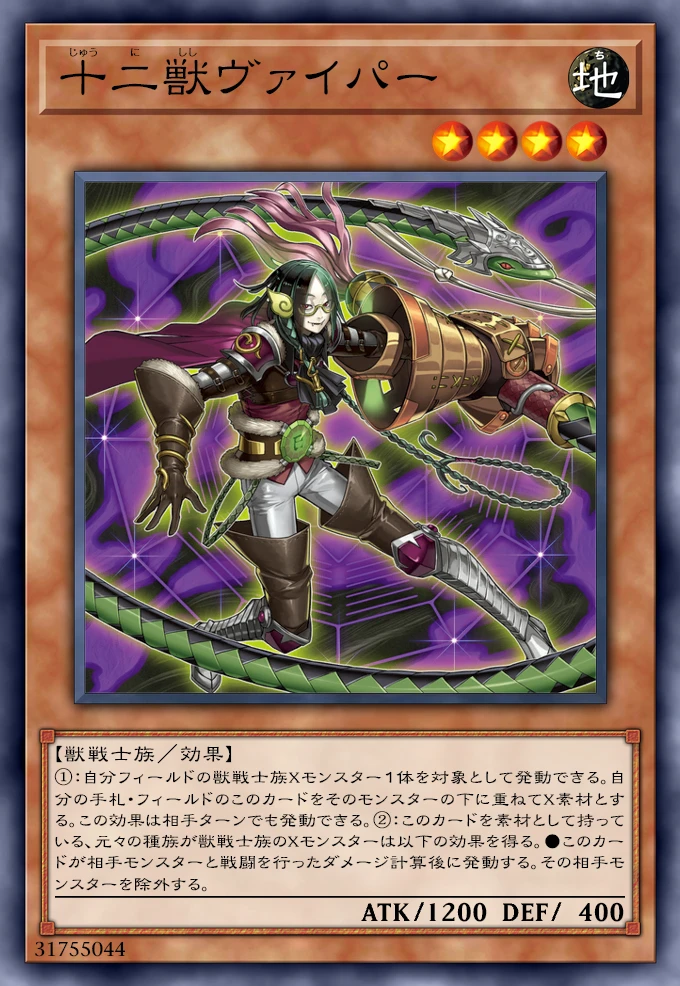 じゅう に しし
十二獣ヴァイパー
ち
地
【獣戦士族／効果】
①：自分フィールドの獣戦士族Xモンスター１体を対象として発動できる。自
分の手札・フィールドのこのカードをそのモンスターの下に重ねてX素材とす
る。この効果は相手ターンでも発動できる。②：このカードを素材として持って
いる、元々の種族が獣戦士族のXモンスターは以下の効果を得る。●このカー
ドが相手モンスターと戦闘を行ったダメージ計算後に発動する。その相手モ
ンスターを除外する。
ATK/1200 DEF/ 400
31755044